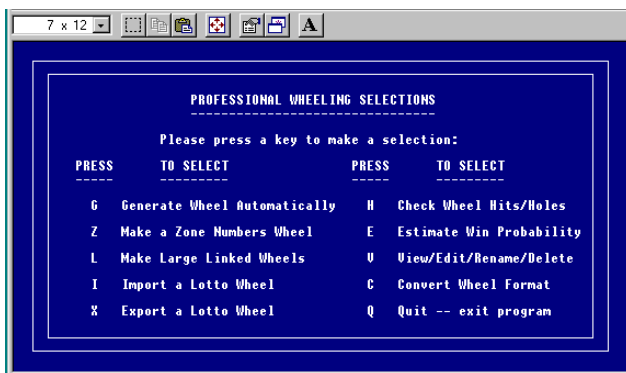 7 x 12
A
PROFESSIONAL WHEELING SELECTIONS
Please press a key to make a selection:
PRESS TO SELECT PRESS TO SELECT
G Generate Wheel Automatically H Check Wheel Hits/Holes
Z Make a Zone Numbers Wheel E Estimate Win Probability
L Make Large Linked Wheels V View/Edit/Rename/Delete
I Import a Lotto Wheel C Convert Wheel Format
X Export a Lotto Wheel Q Quit -- exit program